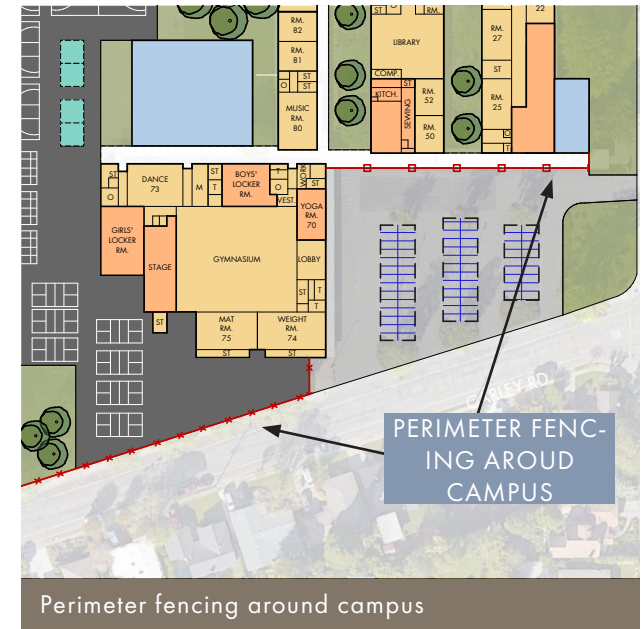 RM.
82
RM.
81
ST
O
ST
MUSIC
RM.
80
ST
O
RM.
LIBRARY
COMP.
ST
KITCH.
SEWING
RM.
52
RM.
50
22
RM.
27
ST
RM.
25
O
T
ST
O
DANCE
73
M
ST
T
BOYS'
LOCKER
RM.
T
O
VEST.
WORK
ST
YOGA
RM.
70
GIRLS'
LOCKER
RM.
STAGE
GYMNASIUM
LOBBY
ST
T
T
ST
MAT
RM.
75
WEIGHT
RM.
74
ST
ST
PERIMETER FENC-
ING AROUD
CAMPUS
Perimeter fencing around campus